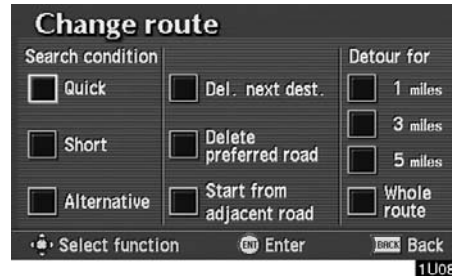 Change route
Search condition
Detour for
Quick
Del. next dest.
1 miles
Short
Delete
preferred road
3 miles
5 miles
Alternative
Start from
adjacent road
Whole
route
Select function
ENT Enter
BACK Back
1U08